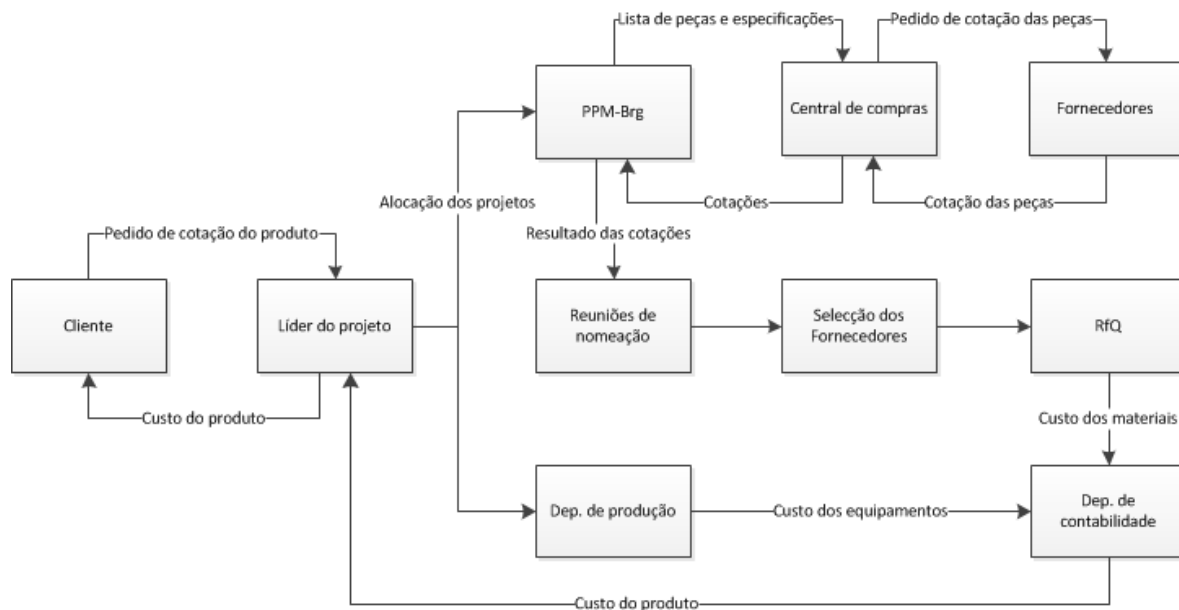 Lista de peças e especificações
Pedido de cotação das peças
PPM-Brg
Central de compras
Fornecedores
Alocação dos projetos
Cotações
Cotação das peças
Pedido de cotação do produto
Resultado das cotações
Cliente
Líder do projeto
Reuniões de
nomeação
Selecção dos
Fornecedores
RfQ
Custo do produto
Custo dos materiais
Dep. de produção
Custo dos equipamentos
Dep. de
contabilidade
Custo do produto